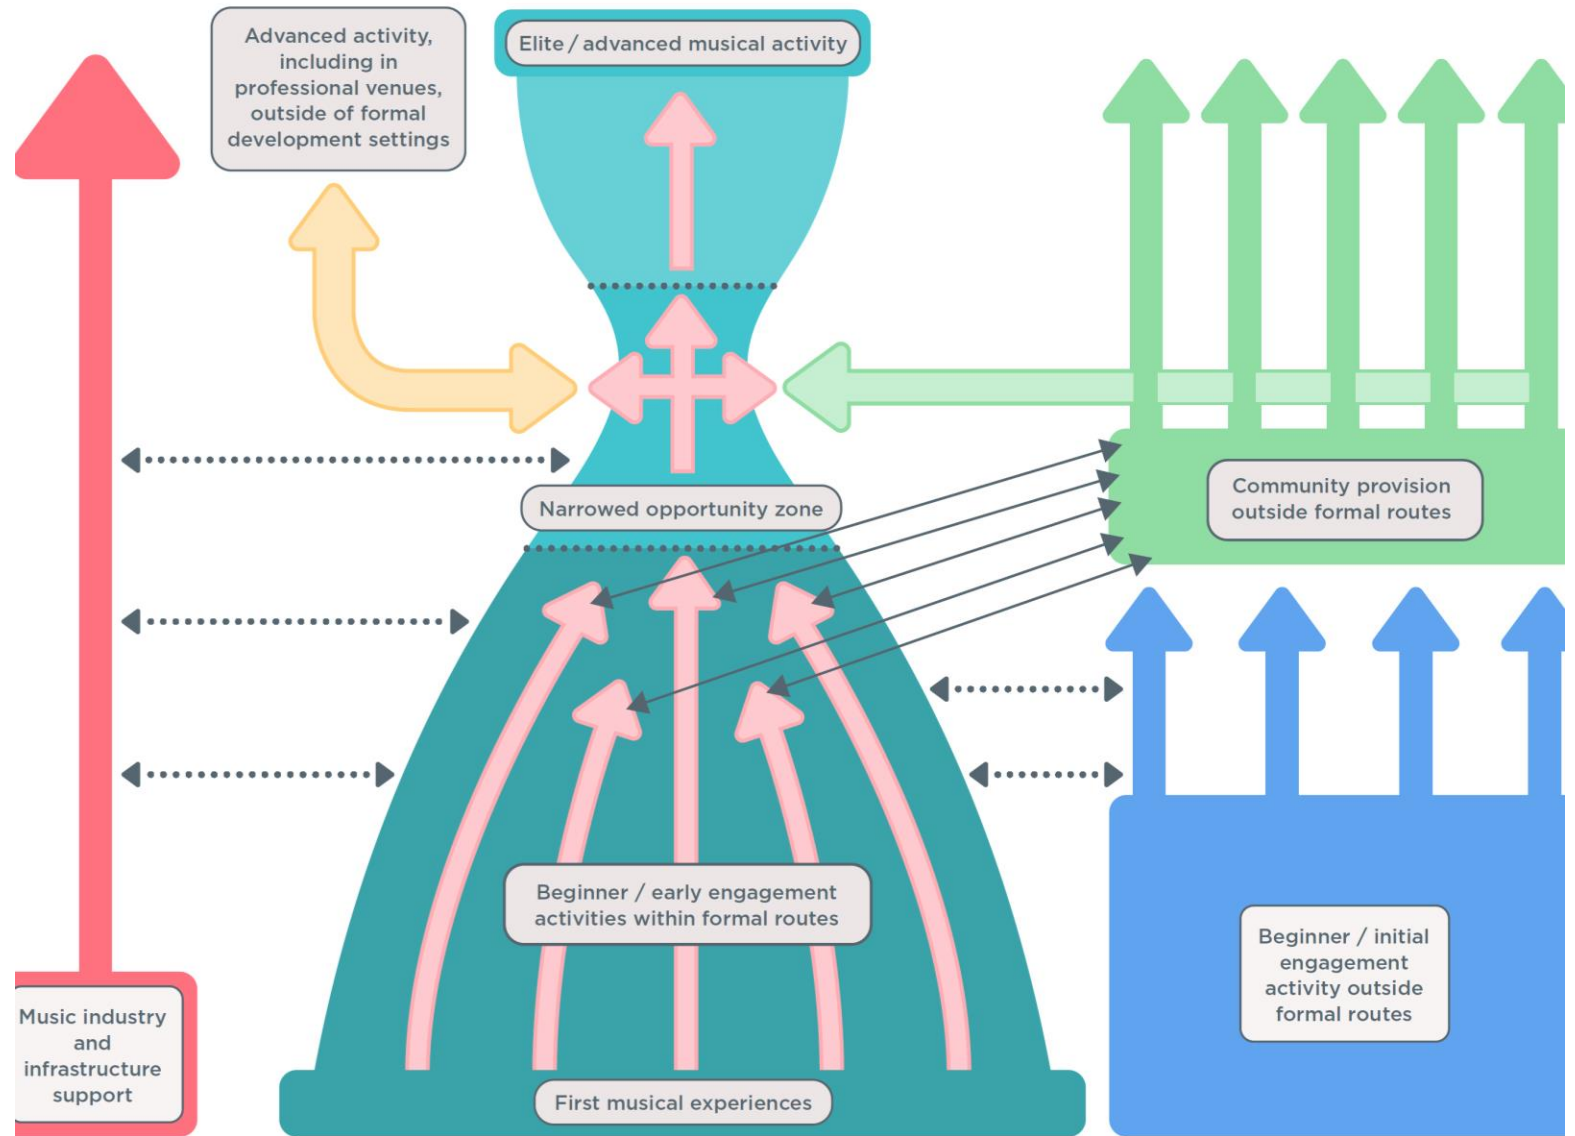 Advanced activity,
including in
professional venues,
outside of formal
development settings
Elite / advanced musical activity
Narrowed opportunity zone
Community provision
outside formal routes
Beginner / early engagement
activities within formal routes
Beginner / initial
engagement
activity outside
formal routes
Music industry
and
infrastructure
support
First musical experiences